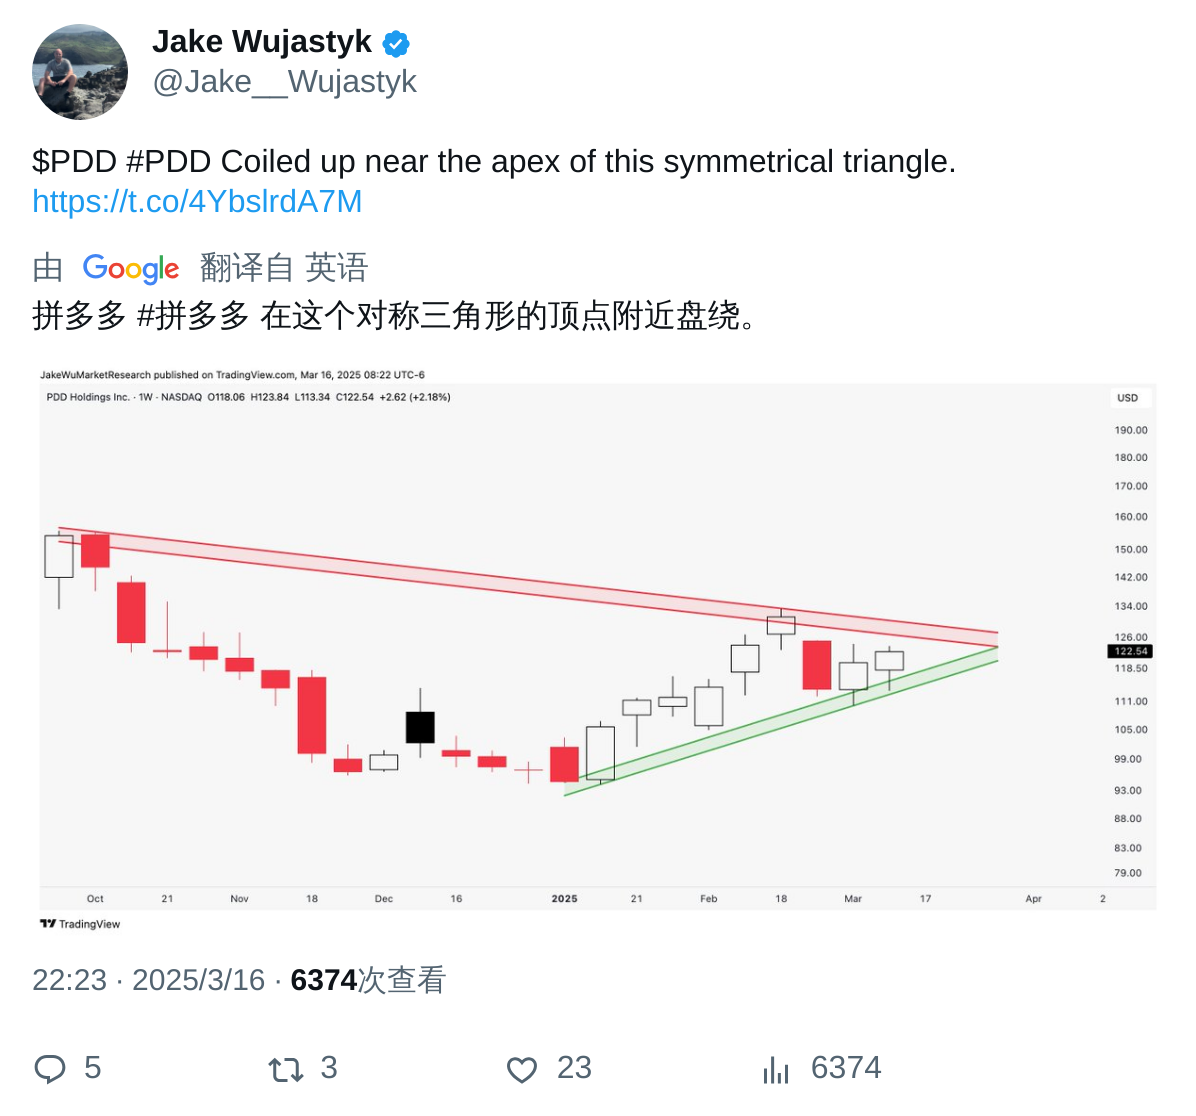 Jake Wujastyk
@Jake__Wujastyk
$PDD #PDD Coiled up near the apex of this symmetrical triangle.
https://t.co/4YbslrdA7M
由 Google 翻译自 英语
拼多多 #拼多多 在这个对称三角形的顶点附近盘绕。
JakeWuMarketResearch published on TradingView.com, Mar 16, 2025 08:22 UTC-6
PDD Holdings Inc. · 1W · NASDAQ O118.06 H123.84 L113.34 C122.54 +2.62 (+2.18%)
USD
190.00
180.00
170.00
160.00
150.00
142.00
134.00
126.00
122.54
118.50
111.00
105.00
99.00
93.00
88.00
83.00
79.00
Oct 21 Nov 18 Dec 16 2025 21 Feb 18 Mar 17 Apr 2
TradingView
22:23 · 2025/3/16 · 6374次查看
5 3 23 6374